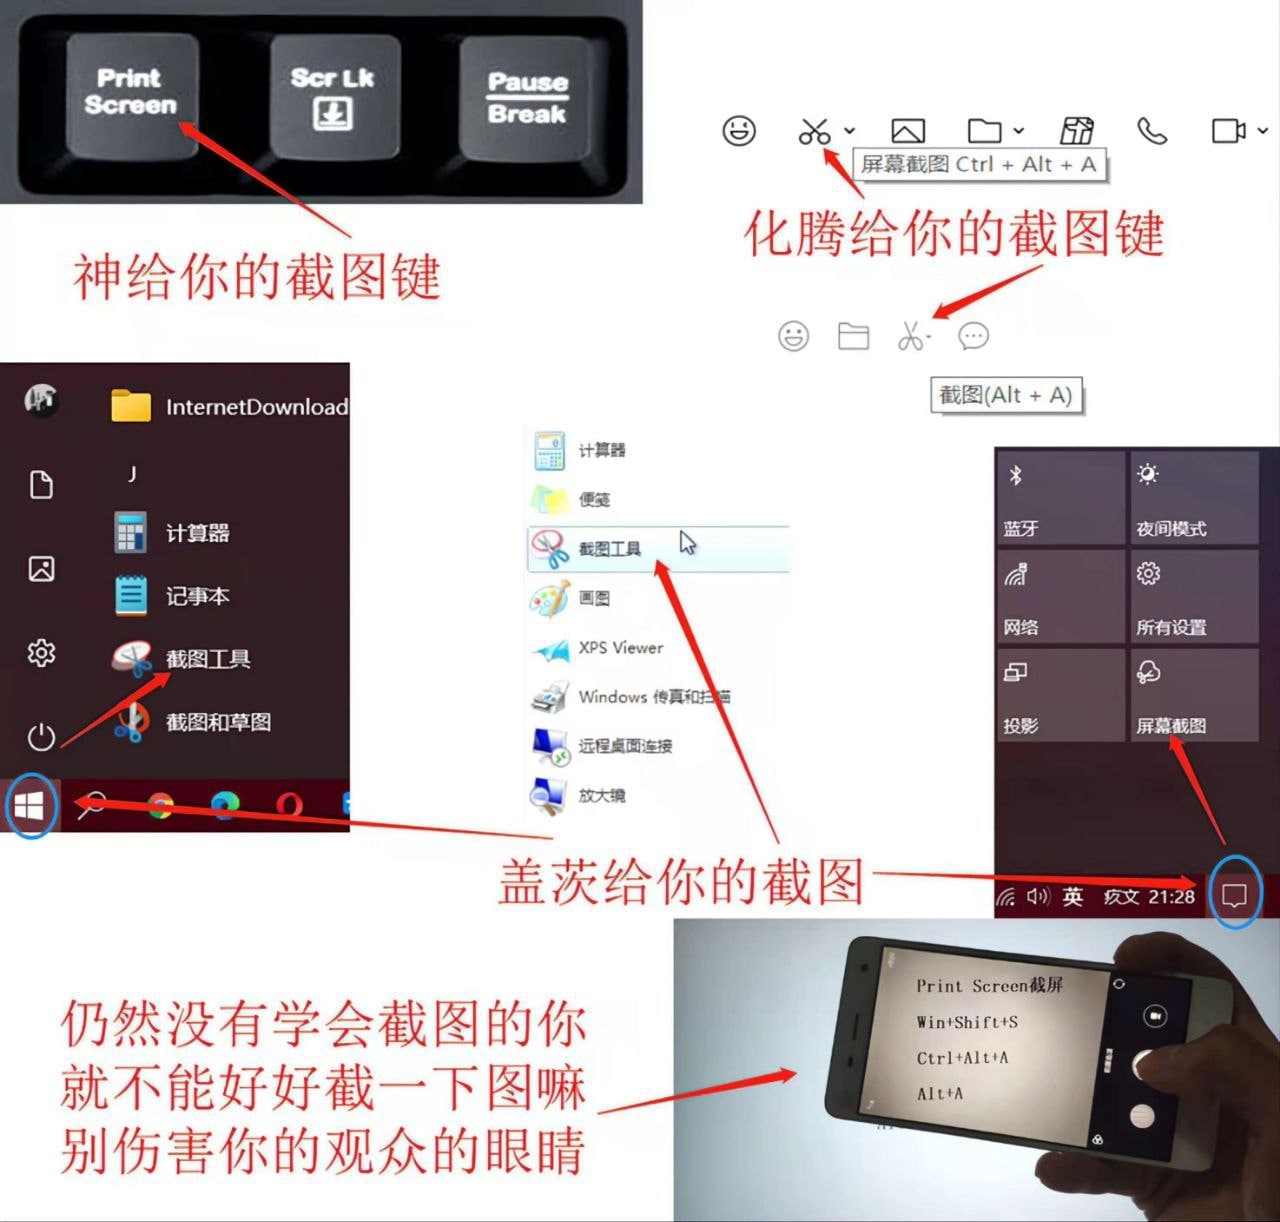 Print
Screen
Scr Lk
Pause
Break
神给你的截图键
屏幕截图 Ctrl + Alt + A
化腾给你的截图键
截图(Alt + A)
InternetDownload
J
计算器
记事本
截图工具
截图和草图
计算器
便笺
截图工具
画图
XPS Viewer
Windows 传真和扫描
远程桌面连接
放大镜
蓝牙
夜间模式
网络
所有设置
投影
屏幕截图
英
21:28
盖茨给你的截图
仍然没有学会截图的你
就不能好好截一下图嘛
别伤害你的观众的眼睛
Print Screen截屏
Win+Shift+S
Ctrl+Alt+A
Alt+A